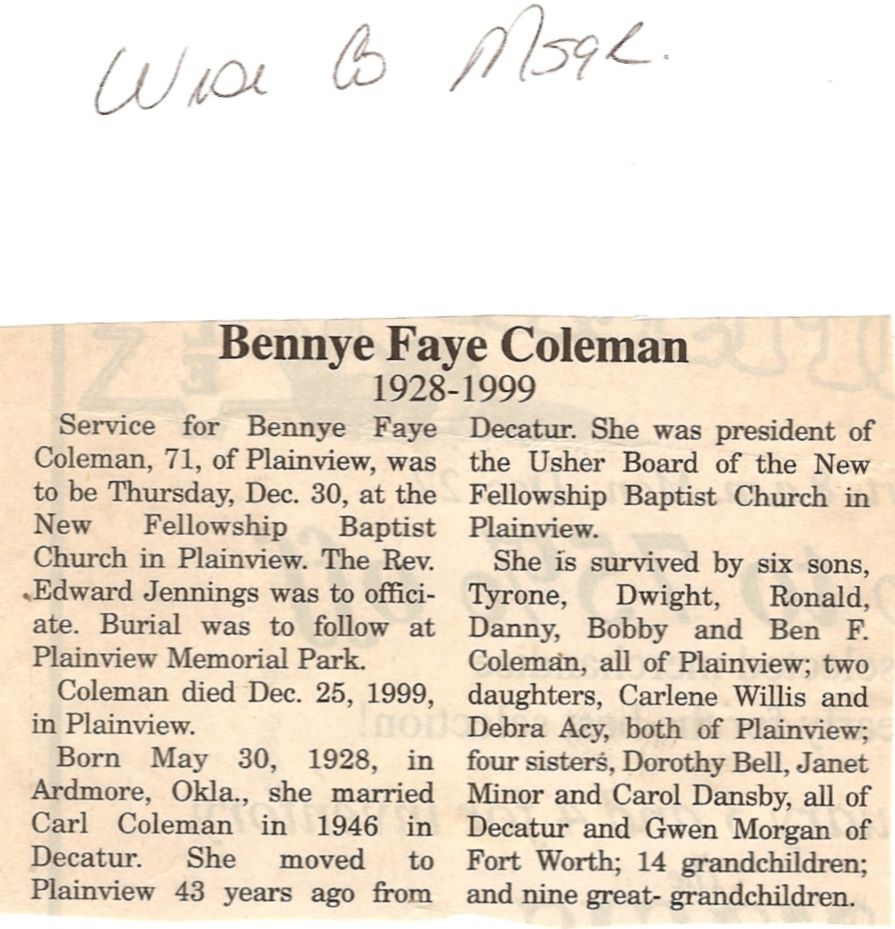 Wise Co Msgr.
Bennye Faye Coleman
1928-1999
Service for Bennye Faye
Coleman, 71, of Plainview, was
to be Thursday, Dec. 30, at the
New Fellowship Baptist
Church in Plainview. The Rev.
Edward Jennings was to offici-
ate. Burial was to follow at
Plainview Memorial Park.
Coleman died Dec. 25, 1999,
in Plainview.
Born May 30, 1928, in
Ardmore, Okla., she married
Carl Coleman in 1946 in
Decatur. She moved to
Plainview 43 years ago from
Decatur. She was president of
the Usher Board of the New
Fellowship Baptist Church in
Plainview.
She is survived by six sons,
Tyrone, Dwight, Ronald,
Danny, Bobby and Ben F.
Coleman, all of Plainview; two
daughters, Carlene Willis and
Debra Acy, both of Plainview;
four sisters, Dorothy Bell, Janet
Minor and Carol Dansby, all of
Decatur and Gwen Morgan of
Fort Worth; 14 grandchildren;
and nine great- grandchildren.